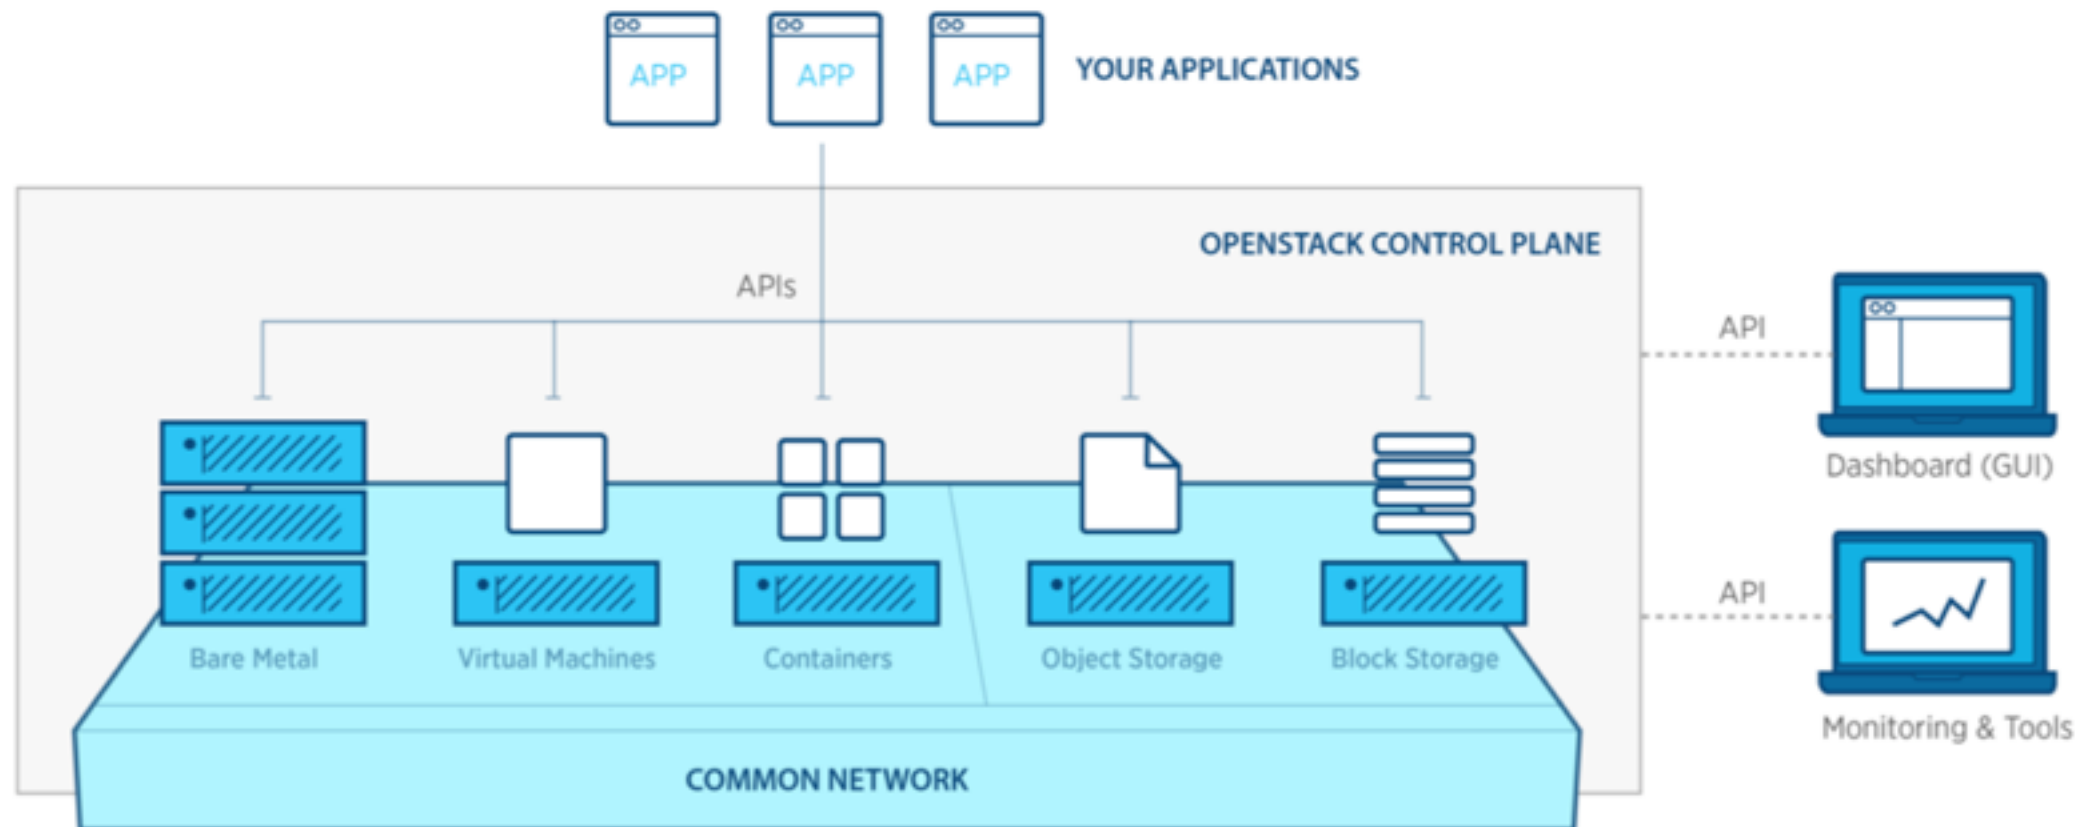 APP
APP
APP
YOUR APPLICATIONS
OPENSTACK CONTROL PLANE
APIs
API
Dashboard (GUI)
API
Monitoring & Tools
Bare Metal
Virtual Machines
Containers
Object Storage
Block Storage
COMMON NETWORK